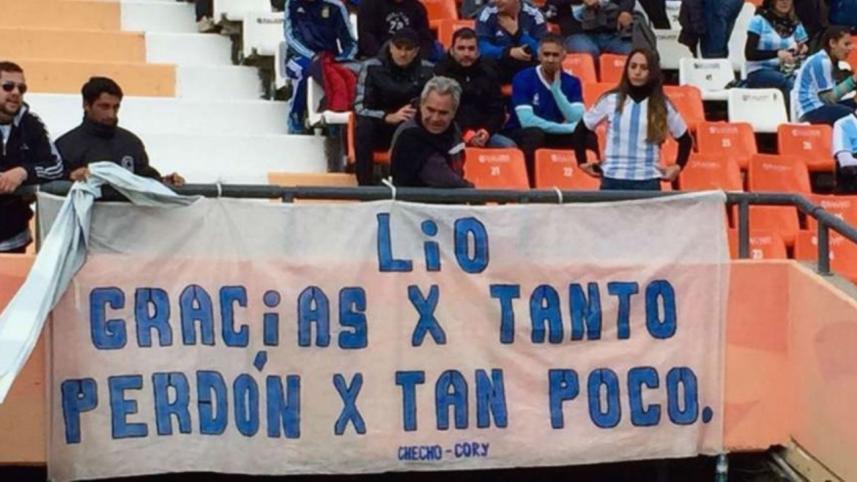 LiO
GRACiAS X TANTO
PERDÓN X TAN POCO.
CHECHO-CORY